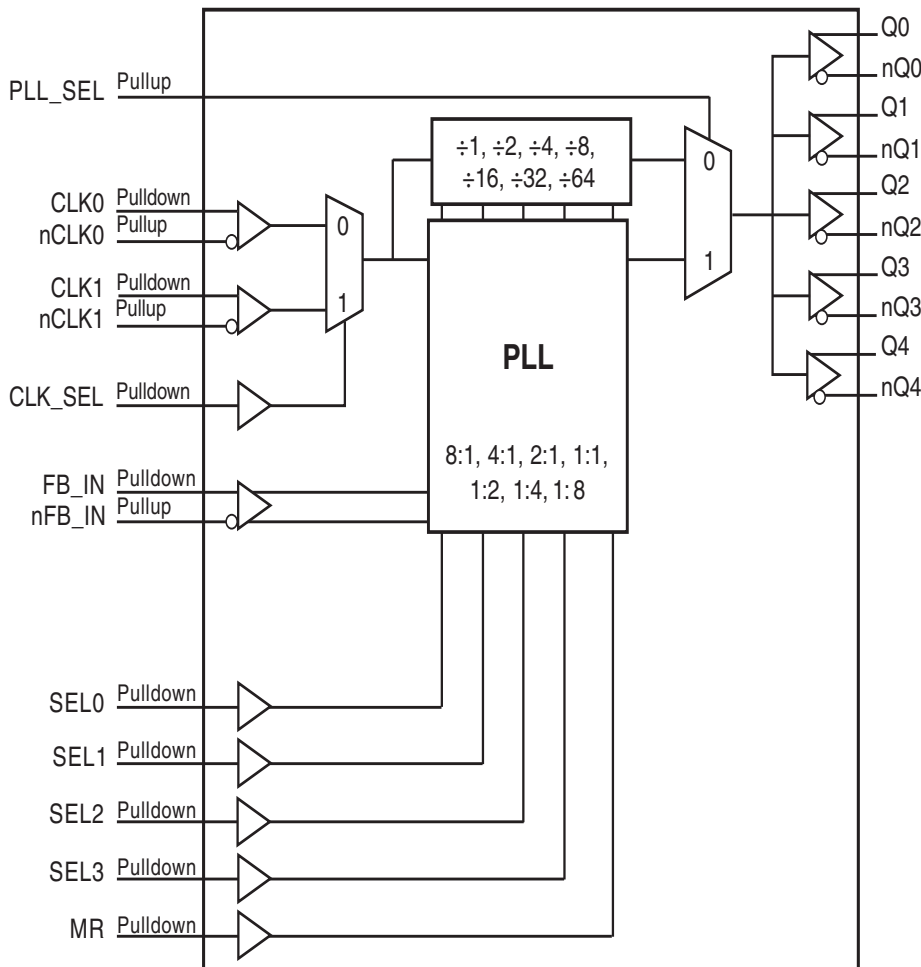 PLL_SEL Pullup
CLK0 Pulldown
nCLK0 Pullup
CLK1 Pulldown
nCLK1 Pullup
CLK_SEL Pulldown
FB_IN Pulldown
nFB_IN Pullup
SEL0 Pulldown
SEL1 Pulldown
SEL2 Pulldown
SEL3 Pulldown
MR Pulldown
0
1
÷1, ÷2, ÷4, ÷8,
÷16, ÷32, ÷64
PLL
8:1, 4:1, 2:1, 1:1,
1:2, 1:4, 1:8
0
1
Q0
nQ0
Q1
nQ1
Q2
nQ2
Q3
nQ3
Q4
nQ4